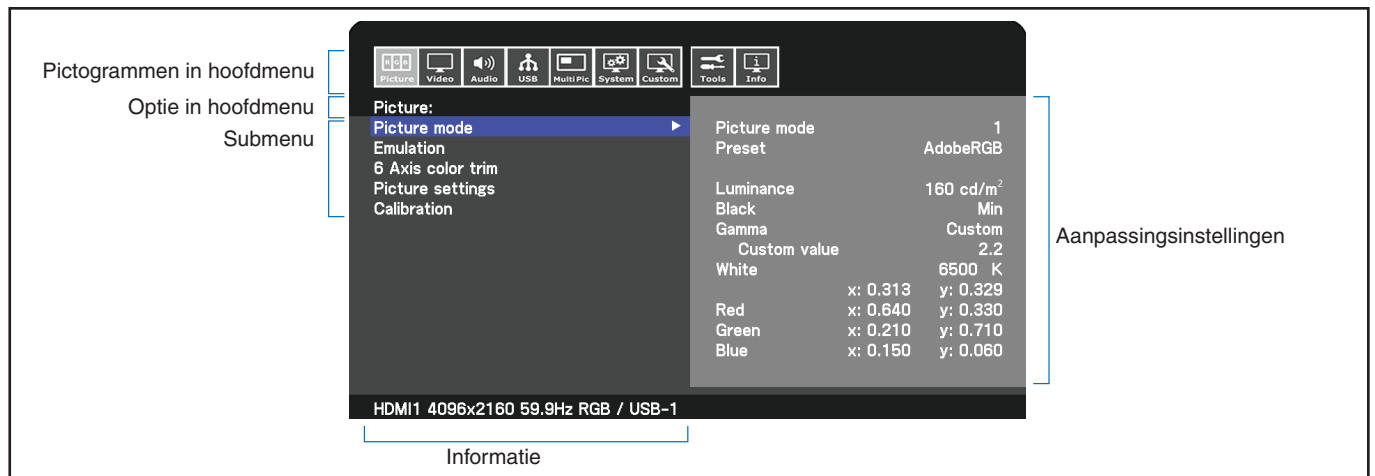 Pictogrammen in hoofdmenu
R G B
Picture Video Audio USB MultiPic System Custom Tools Info
Optie in hoofdmenu
Picture:
Submenu
Picture mode
Emulation
6 Axis color trim
Picture settings
Calibration
Picture mode 1
Preset AdobeRGB
Luminance 160 cd/m²
Black Min
Gamma Custom
Custom value 2.2
White 6500 K
x: 0.313 y: 0.329
Red x: 0.640 y: 0.330
Green x: 0.210 y: 0.710
Blue x: 0.150 y: 0.060
Aanpassingsinstellingen
HDMI1 4096x2160 59.9Hz RGB / USB-1
Informatie